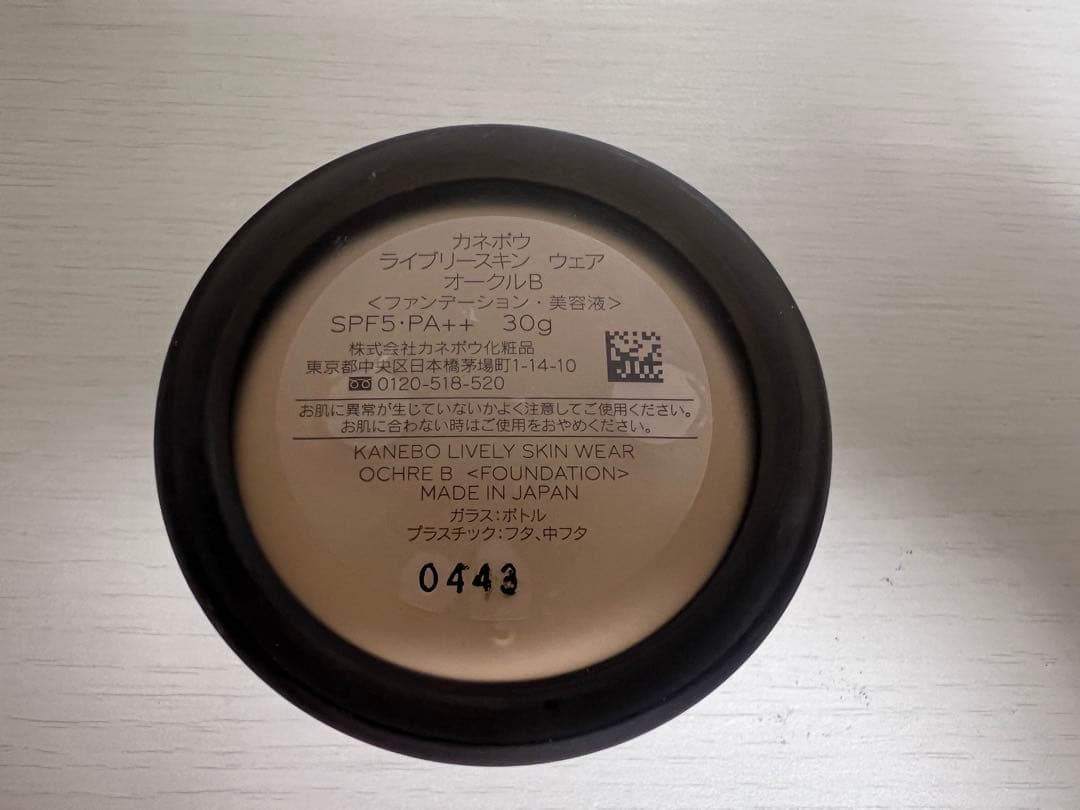 カネボウ
ライブリースキン ウェア
オークルB
<ファンデーション・美容液>
SPF5・PA++ 30g
株式会社カネボウ化粧品
東京都中央区日本橋茅場町1-14-10
0120-518-520
お肌に異常が生じていないかよく注意してご使用ください。
お肌に合わない時はご使用をおやめください。
KANEBO LIVELY SKIN WEAR
OCHRE B <FOUNDATION>
MADE IN JAPAN
ガラス:ボトル
プラスチック:フタ、中フタ
0443